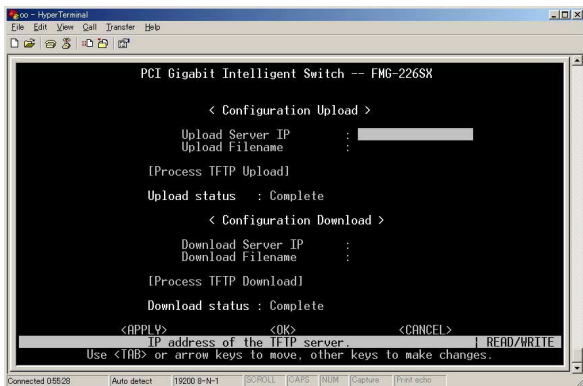 oo - HyperTerminal
File Edit View Call Transfer Help
PCI Gigabit Intelligent Switch -- FMG-226SX
< Configuration Upload >
Upload Server IP :
Upload Filename :
[Process TFTP Upload]
Upload status : Complete
< Configuration Download >
Download Server IP :
Download Filename :
[Process TFTP Download]
Download status : Complete
<APPLY> <OK> <CANCEL>
IP address of the TFTP server. | READ/WRITE
Use <TAB> or arrow keys to move, other keys to make changes.
Connected 0:55:28 Auto detect 19200 8-N-1 SCROLL CAPS NUM Capture Print echo